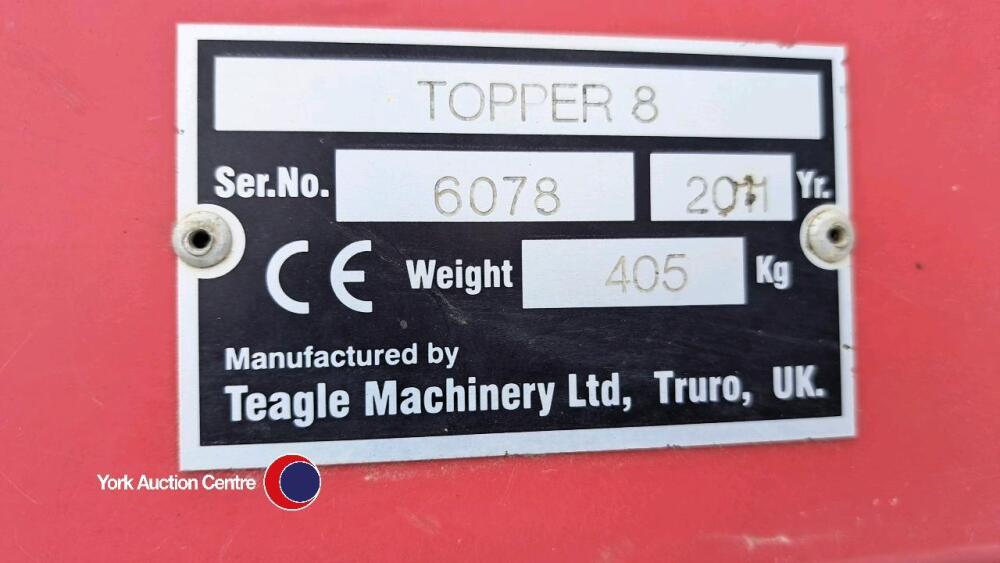 TOPPER 8
Ser.No. 6078 Yr.
CE Weight 405 Kg
Manufactured by
Teagle Machinery Ltd, Truro, UK.
York Auction Centre